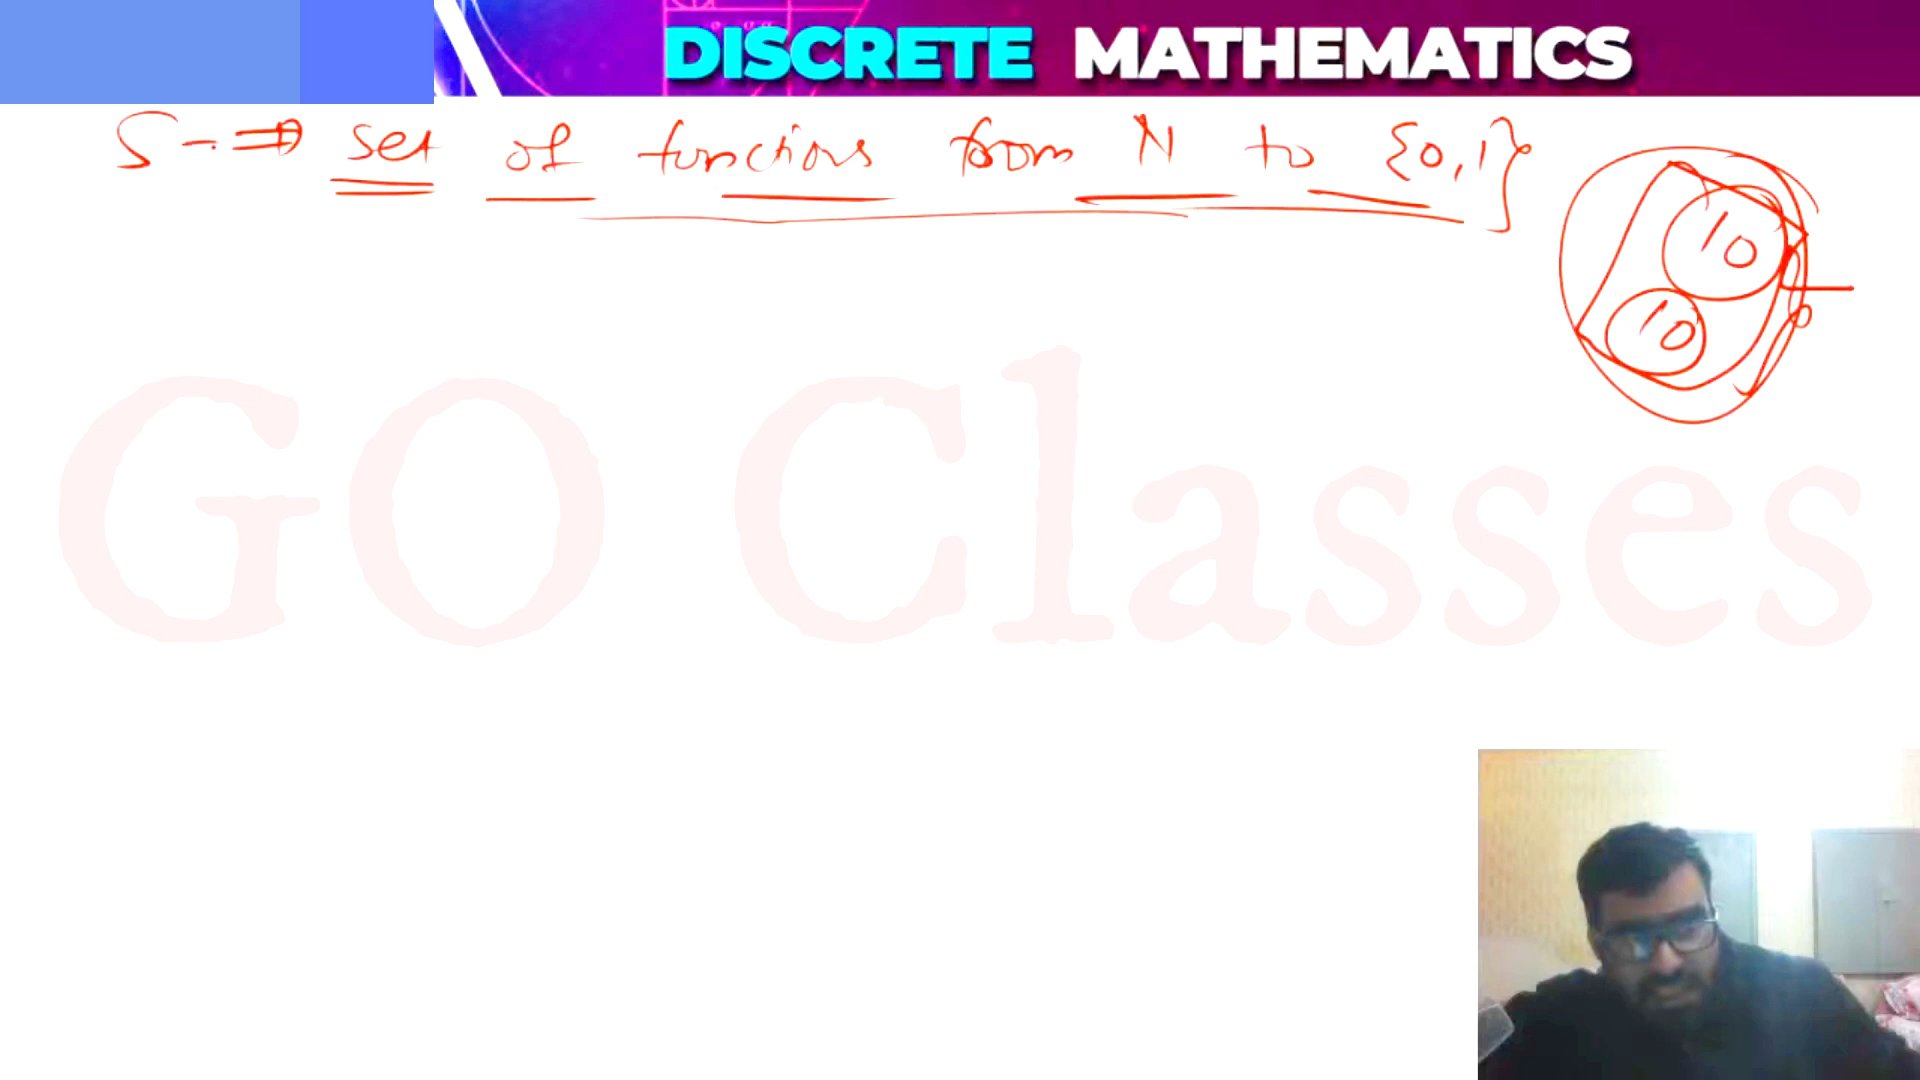 DISCRETE MATHEMATICS
S → set of functions from N to {0,1}
10
10
GO Classes